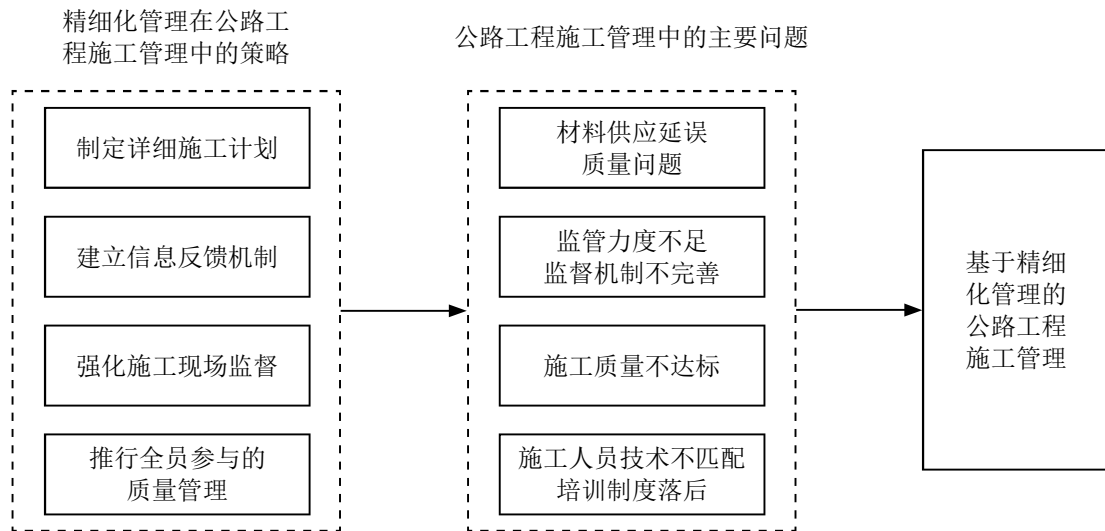 精细化管理在公路工
程施工管理中的策略
制定详细施工计划
建立信息反馈机制
强化施工现场监督
推行全员参与的
质量管理
公路工程施工管理中的主要问题
材料供应延误
质量问题
监管力度不足
监督机制不完善
施工质量不达标
施工人员技术不匹配
培训制度落后
基于精细
化管理的
公路工程
施工管理